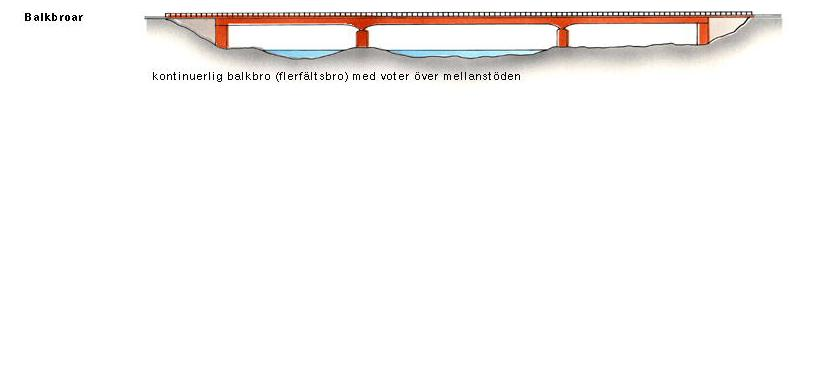 Balkbroar
kontinuerlig balkbro (flerfältsbro) med voter över mellanstöden